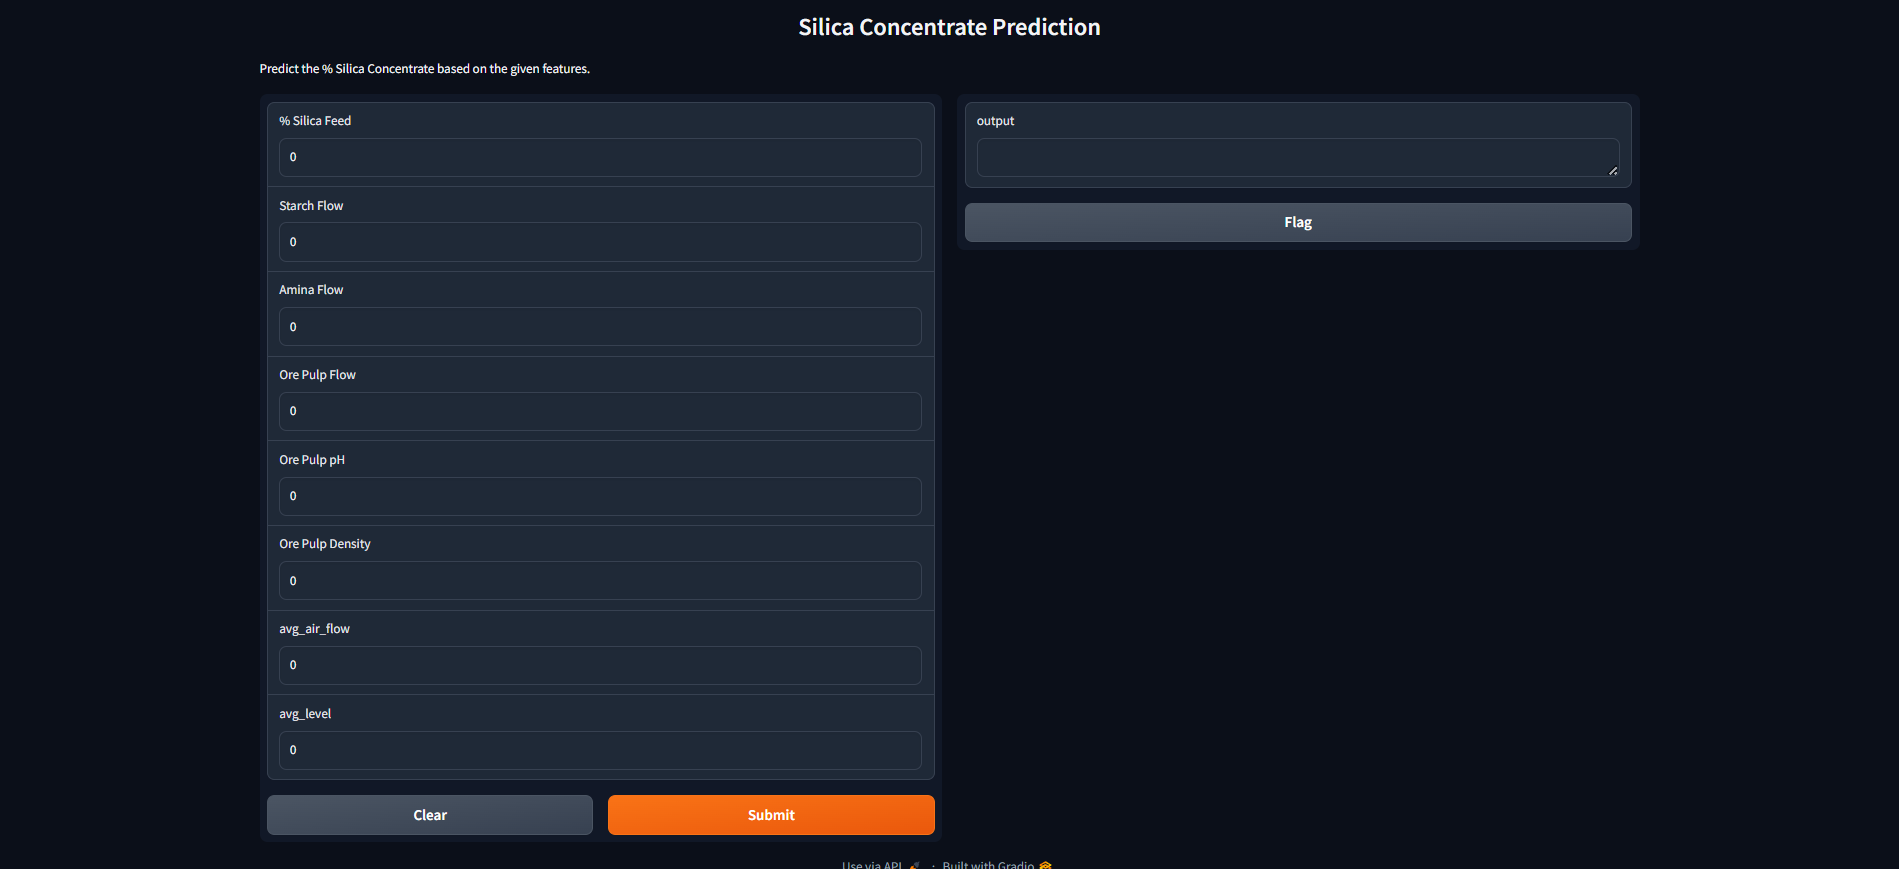 Silica Concentrate Prediction
Predict the % Silica Concentrate based on the given features.
% Silica Feed
0
Starch Flow
0
Amina Flow
0
Ore Pulp Flow
0
Ore Pulp pH
0
Ore Pulp Density
0
avg_air_flow
0
avg_level
0
Clear
Submit
output
Flag
Use via API · Built with Gradio